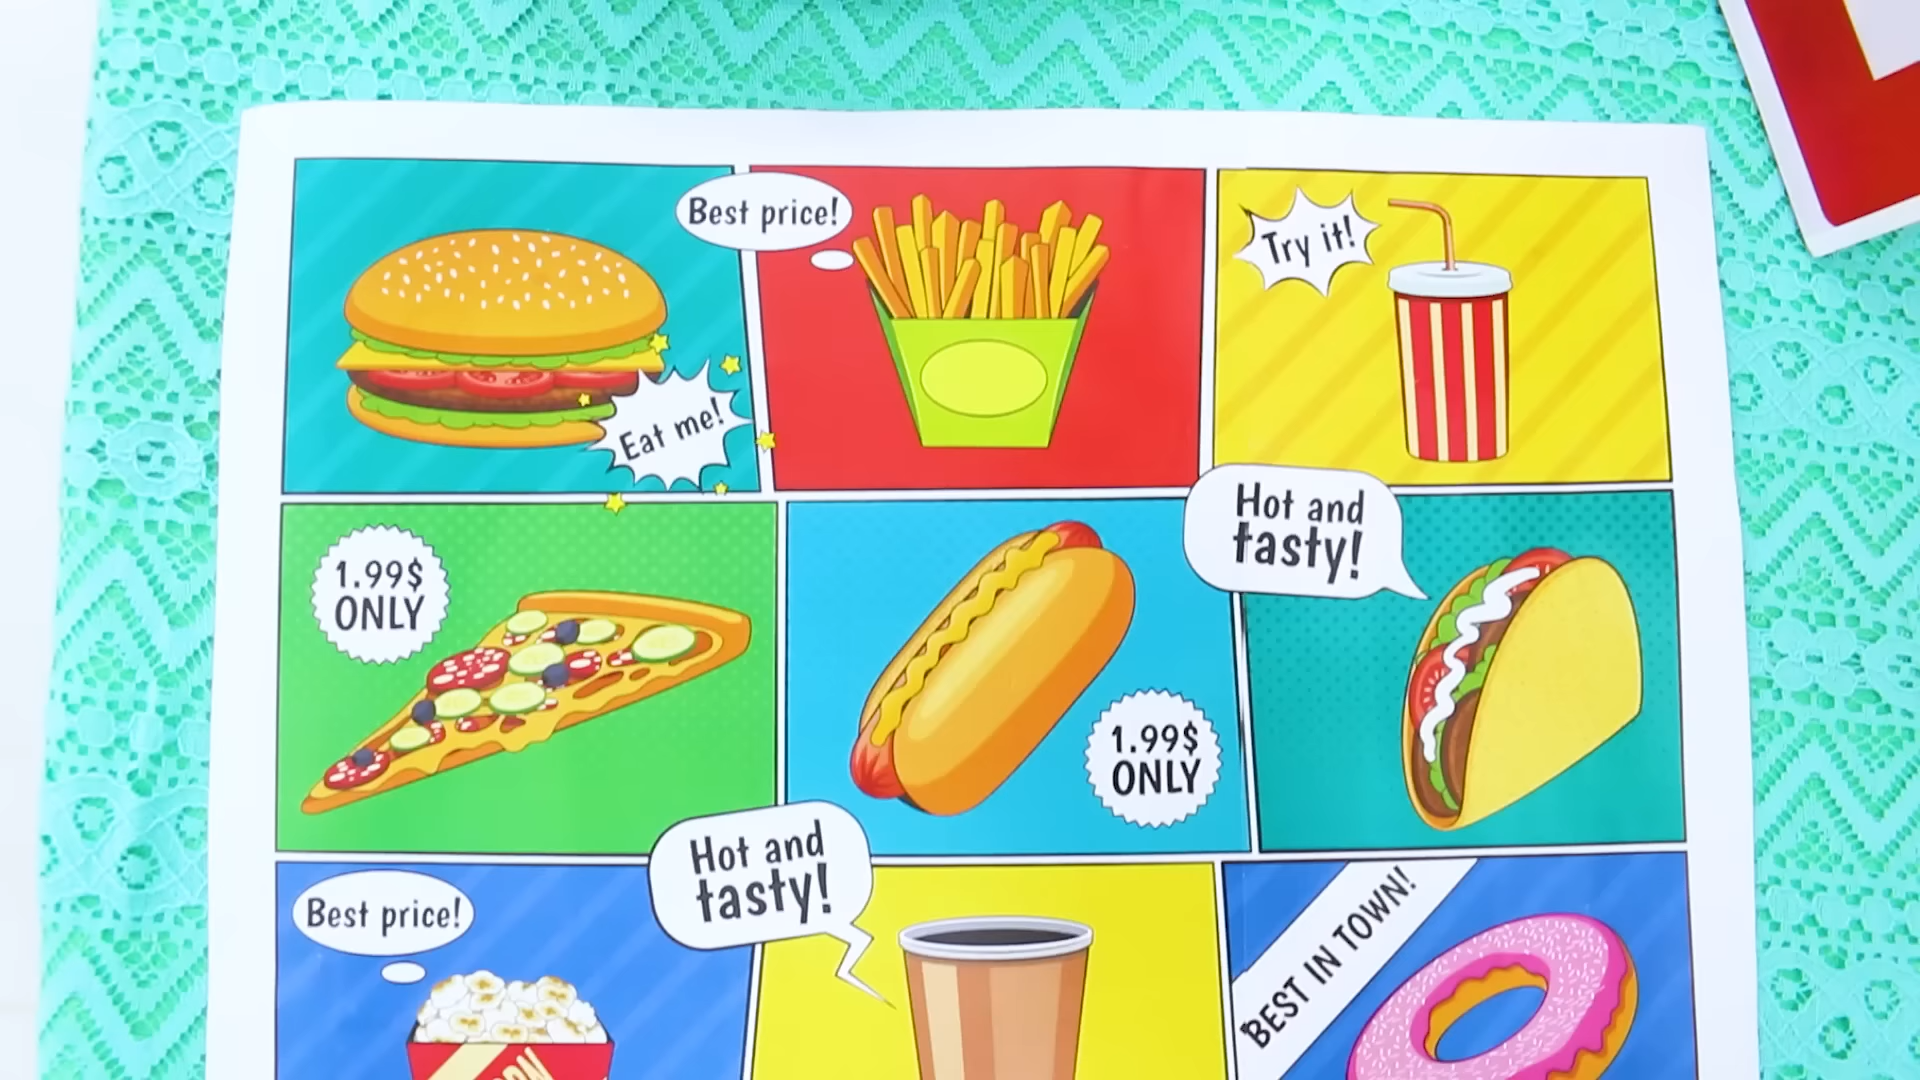 Best price!
Try it!
Eat me!
1.99$
ONLY
Hot and
tasty!
1.99$
ONLY
Best price!
Hot and
tasty!
BEST IN TOWN!